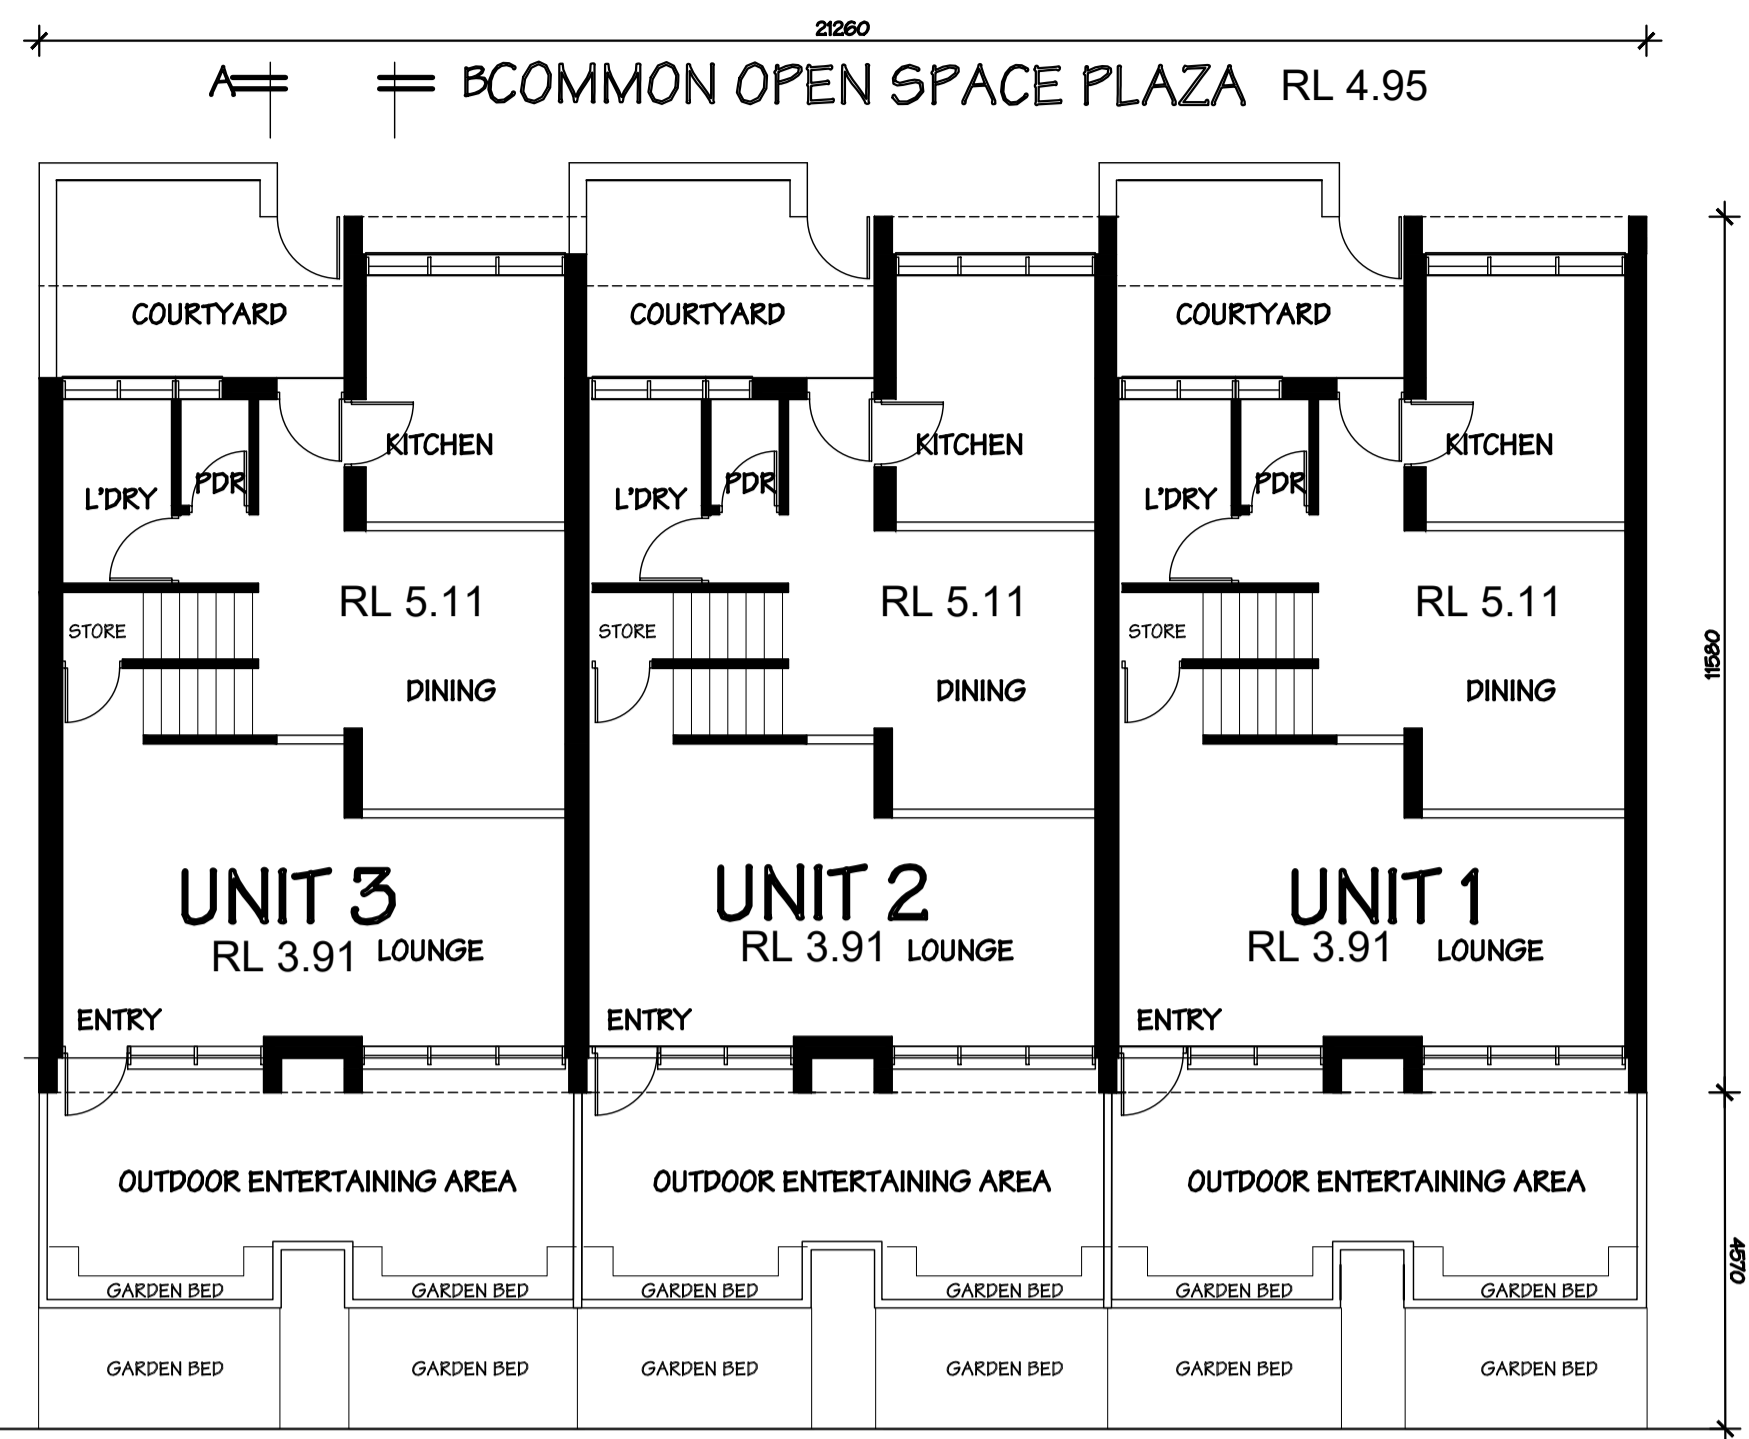 21260
A BCOMMON OPEN SPACE PLAZA RL 4.95
COURTYARD COURTYARD COURTYARD
KITCHEN KITCHEN KITCHEN
L'DRY PDR L'DRY PDR L'DRY PDR
RL 5.11 RL 5.11 RL 5.11
STORE STORE STORE
11580
DINING DINING DINING
UNIT 3 UNIT 2 UNIT 1
RL 3.91 LOUNGE RL 3.91 LOUNGE RL 3.91 LOUNGE
ENTRY ENTRY ENTRY
OUTDOOR ENTERTAINING AREA OUTDOOR ENTERTAINING AREA OUTDOOR ENTERTAINING AREA
4570
GARDEN BED GARDEN BED GARDEN BED GARDEN BED GARDEN BED GARDEN BED
GARDEN BED GARDEN BED GARDEN BED GARDEN BED GARDEN BED GARDEN BED